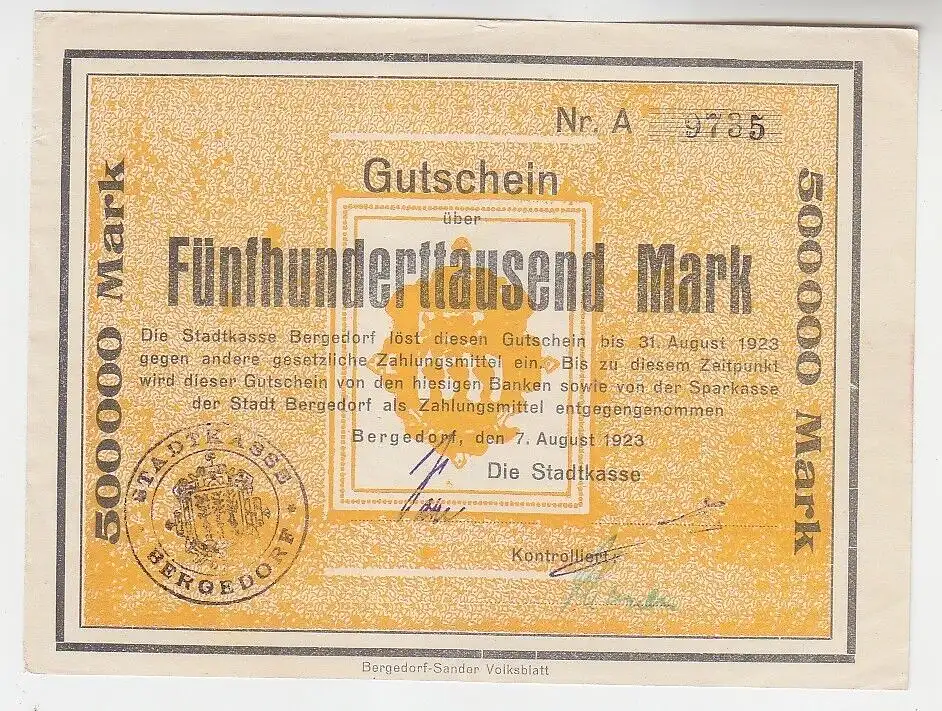 Nr. A 9735
Gutschein
über
Fünfhunderttausend Mark
500000 Mark
500000 Mark
Die Stadtkasse Bergedorf löst diesen Gutschein bis 31. August 1923
gegen andere gesetzliche Zahlungsmittel ein. Bis zu diesem Zeitpunkt
wird dieser Gutschein von den hiesigen Banken sowie von der Sparkasse
der Stadt Bergedorf als Zahlungsmittel entgegengenommen
Bergedorf, den 7. August 1923
Die Stadtkasse
STADTKASSE
BERGEDORF
Kontrolliert:
Bergedorf-Sander Volksblatt